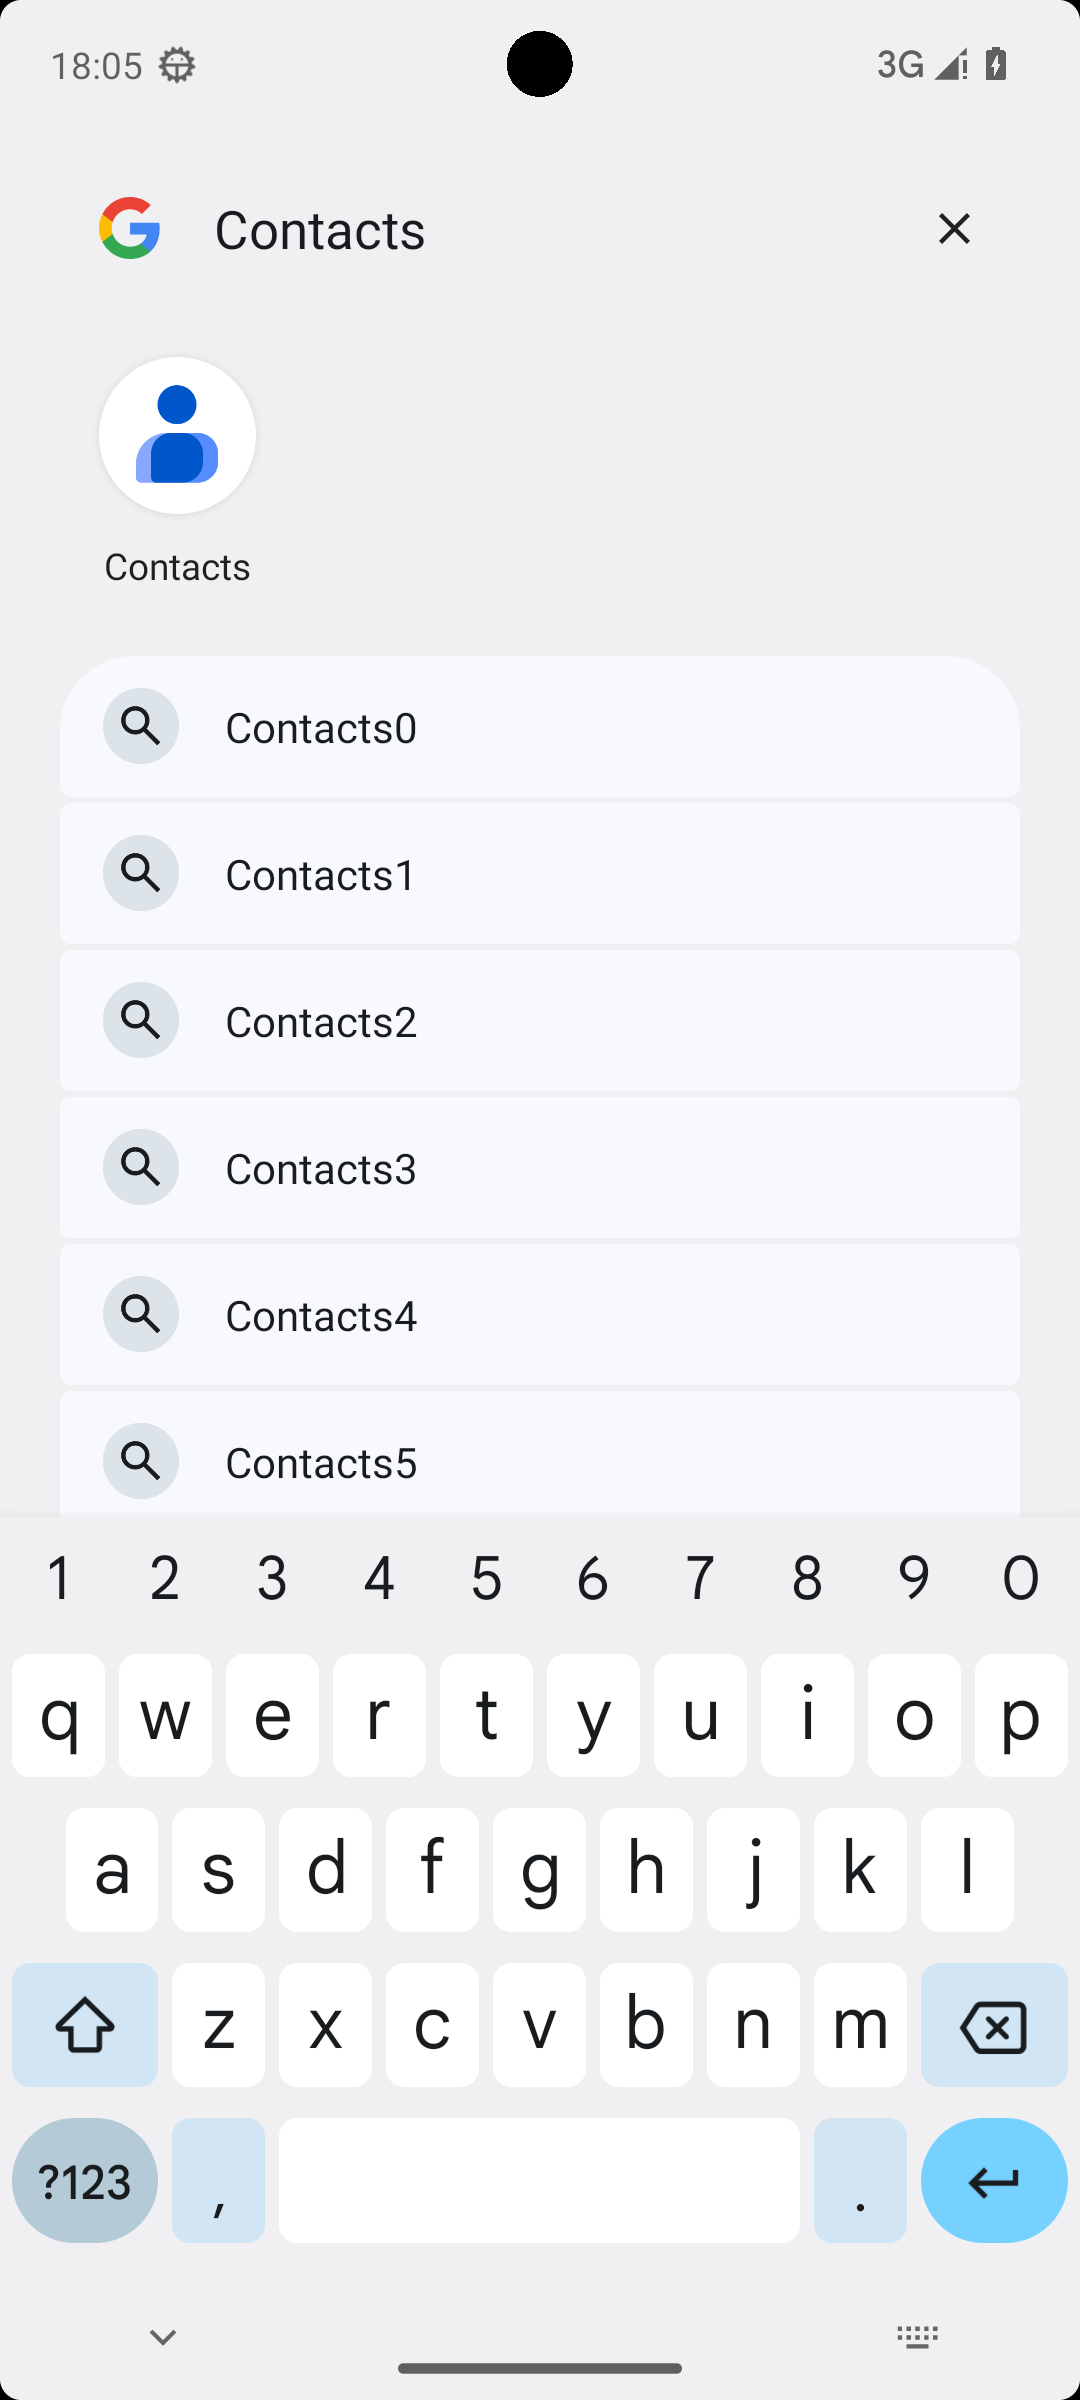 18:05
3G
Contacts
Contacts
Contacts0
Contacts1
Contacts2
Contacts3
Contacts4
Contacts5
1 2 3 4 5 6 7 8 9 0
q w e r t y u i o p
a s d f g h j k l
z x c v b n m
?123 , .